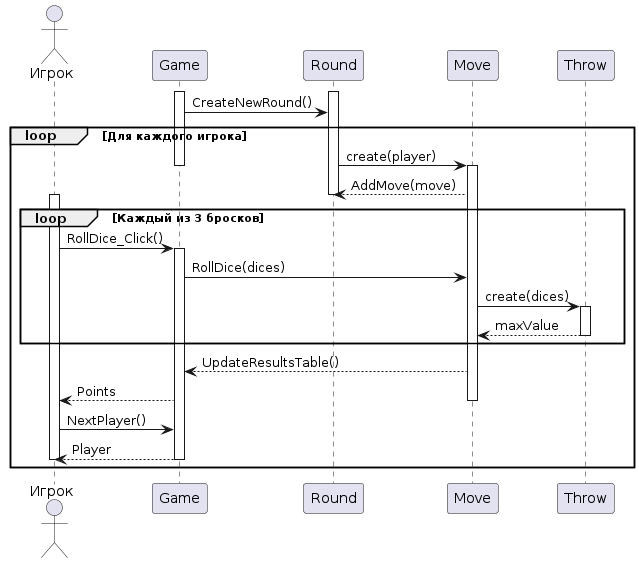 Игрок
Game
Round
Move
Throw
CreateNewRound()
loop
[Для каждого игрока]
create(player)
AddMove(move)
loop
[Каждый из 3 бросков]
RollDice_Click()
RollDice(dices)
create(dices)
maxValue
UpdateResultsTable()
Points
NextPlayer()
Player
Игрок
Game
Round
Move
Throw